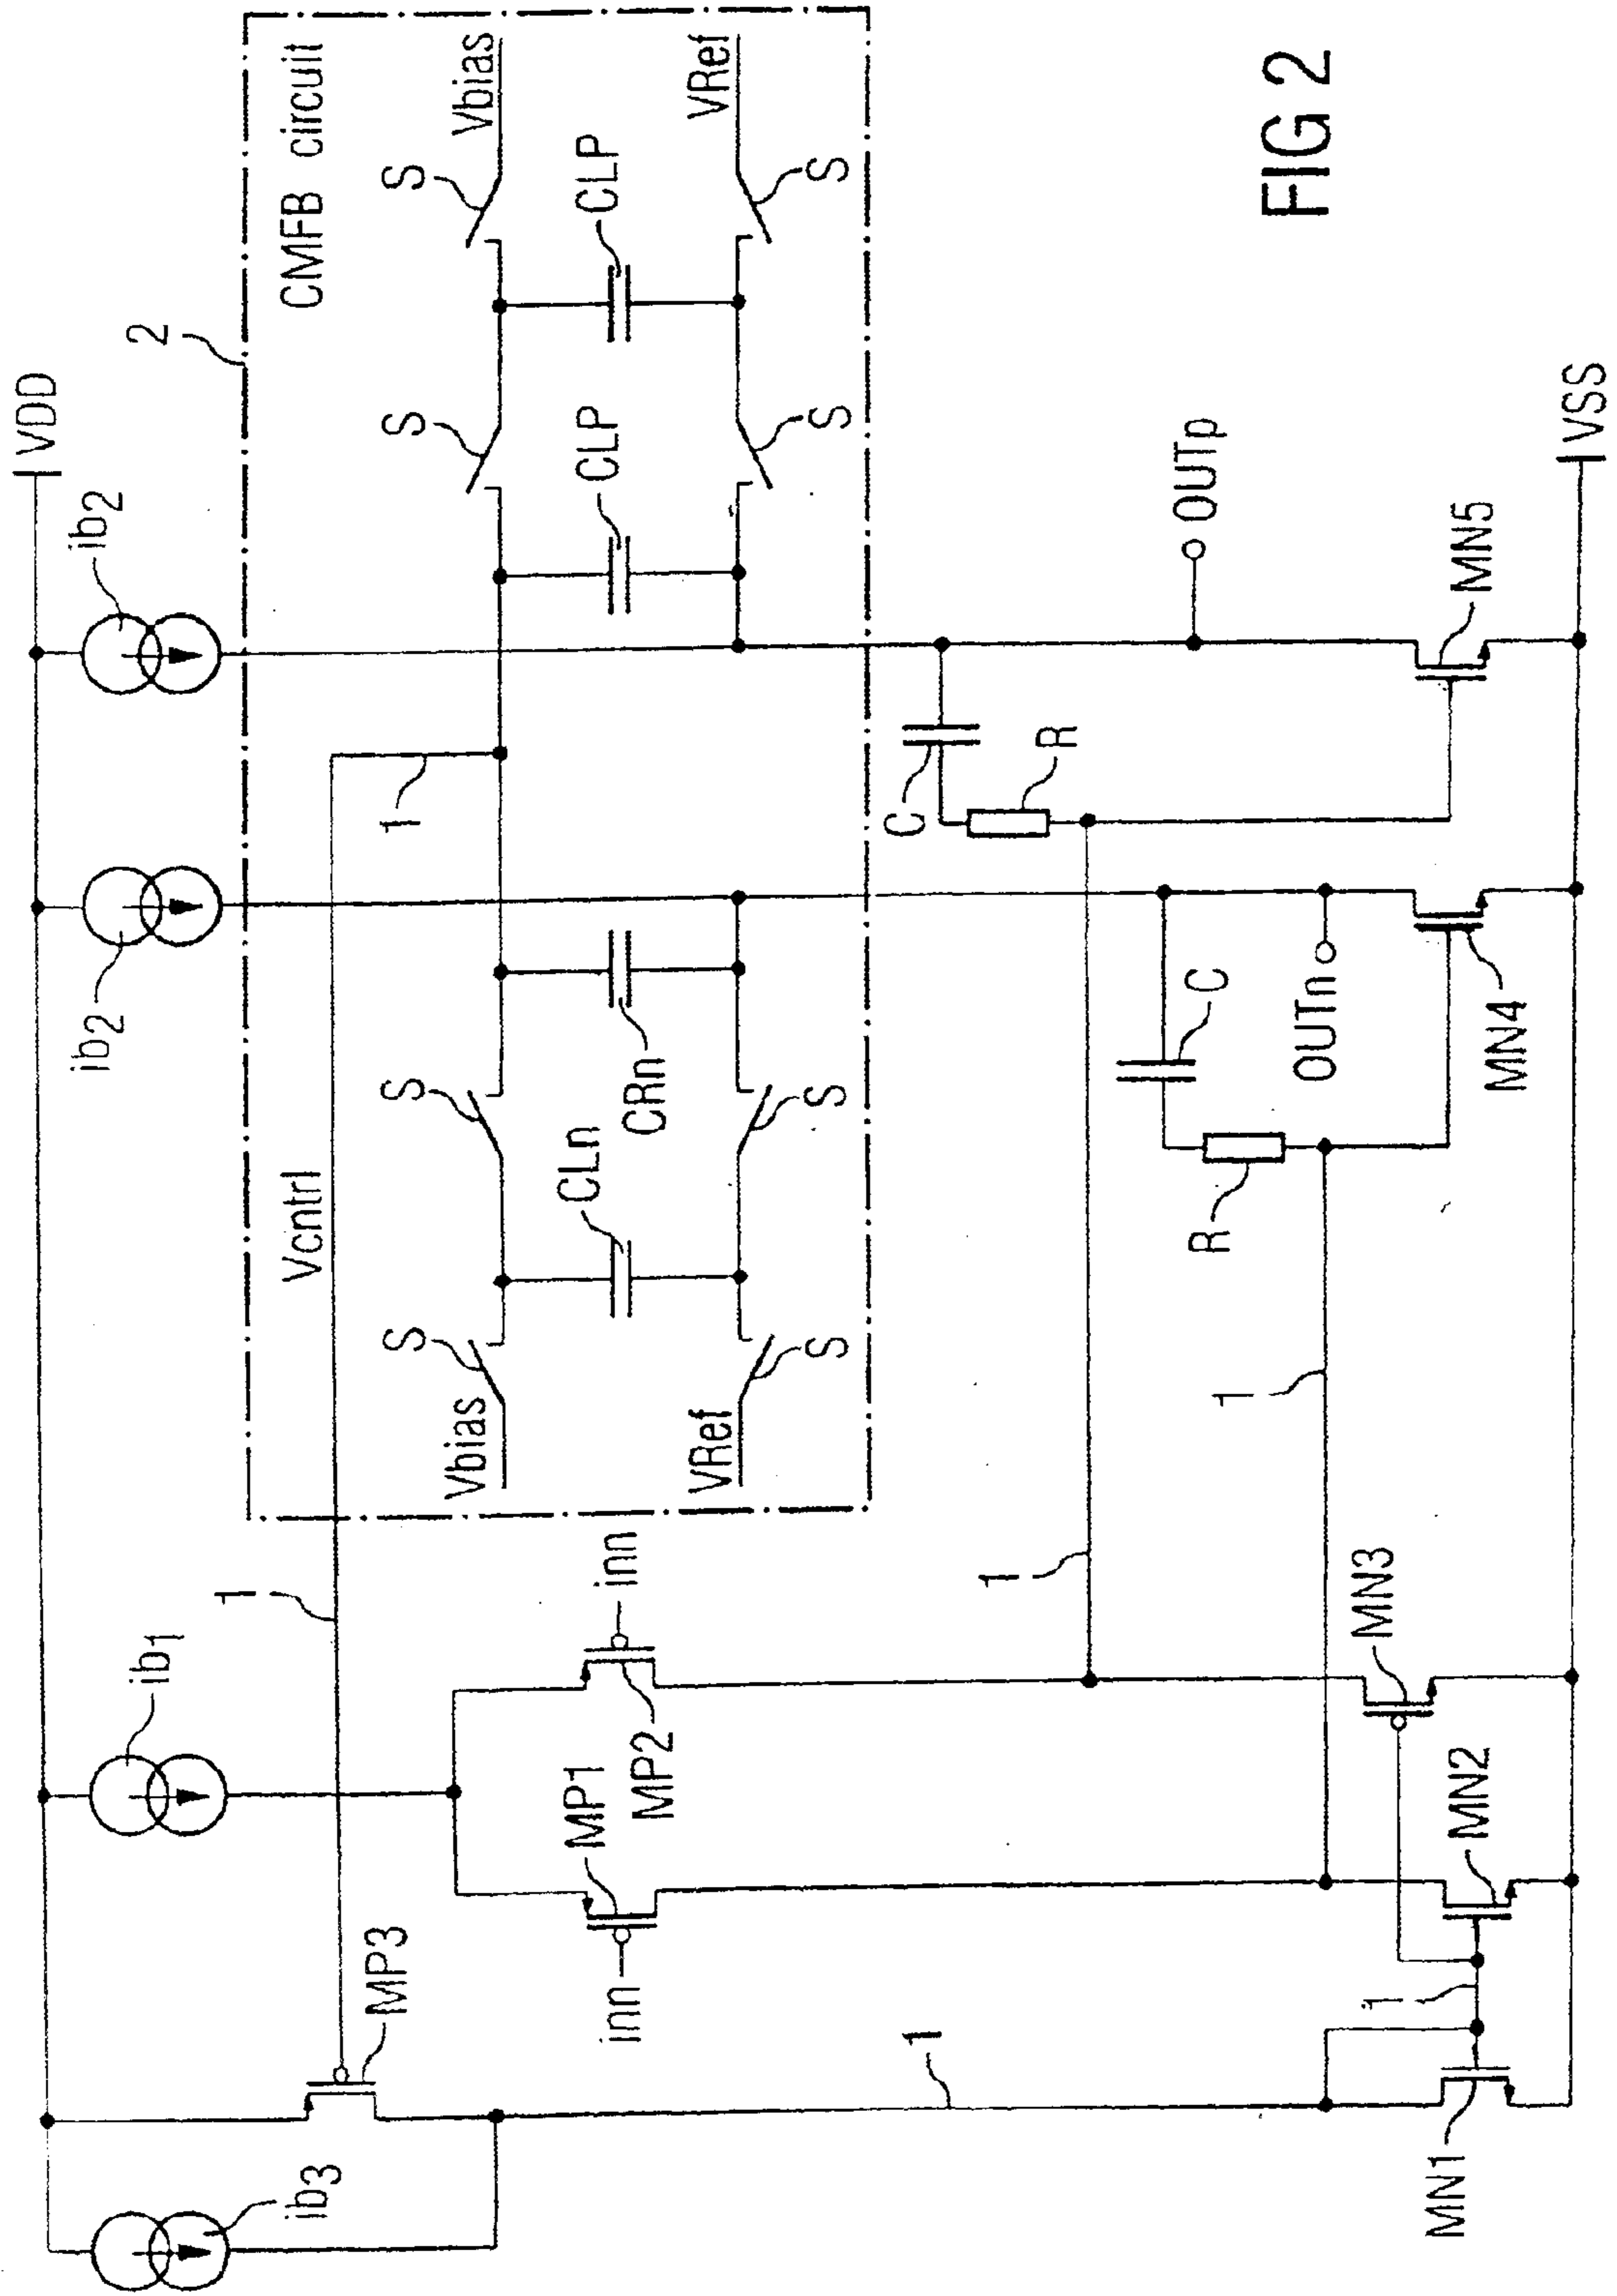 VDD
ib2
ib2
2
CMFB circuit
S
Vbias
CLP
VRef
S
S
CLP
S
1
Vcntrl
S
CRn
S
CLn
S
Vbias
VRef
S
ib1
1
inn
MP2
MP1
inn
MP3
ib3
C
R
OUTp
MN5
C
R
OUTn
MN4
1
1
MN3
MN2
1
1
MN1
VSS
FIG 2